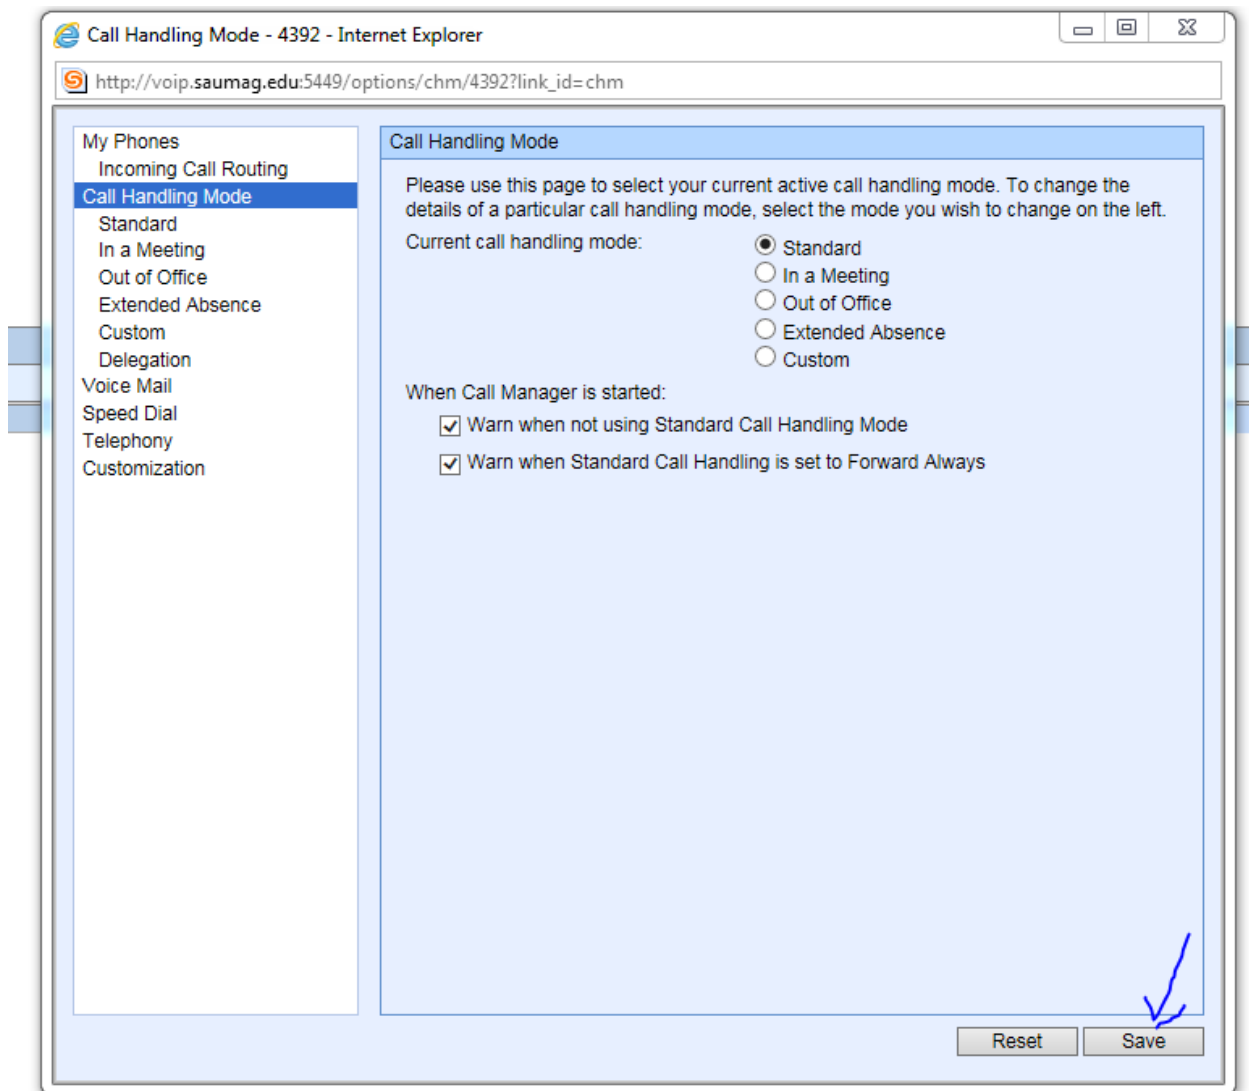 Call Handling Mode - 4392 - Internet Explorer
http://voip.saumag.edu:5449/options/chm/4392?link_id=chm
My Phones
Incoming Call Routing
Call Handling Mode
Standard
In a Meeting
Out of Office
Extended Absence
Custom
Delegation
Voice Mail
Speed Dial
Telephony
Customization
Call Handling Mode
Please use this page to select your current active call handling mode. To change the
details of a particular call handling mode, select the mode you wish to change on the left.
Current call handling mode:
Standard
In a Meeting
Out of Office
Extended Absence
Custom
When Call Manager is started:
Warn when not using Standard Call Handling Mode
Warn when Standard Call Handling is set to Forward Always
Reset
Save